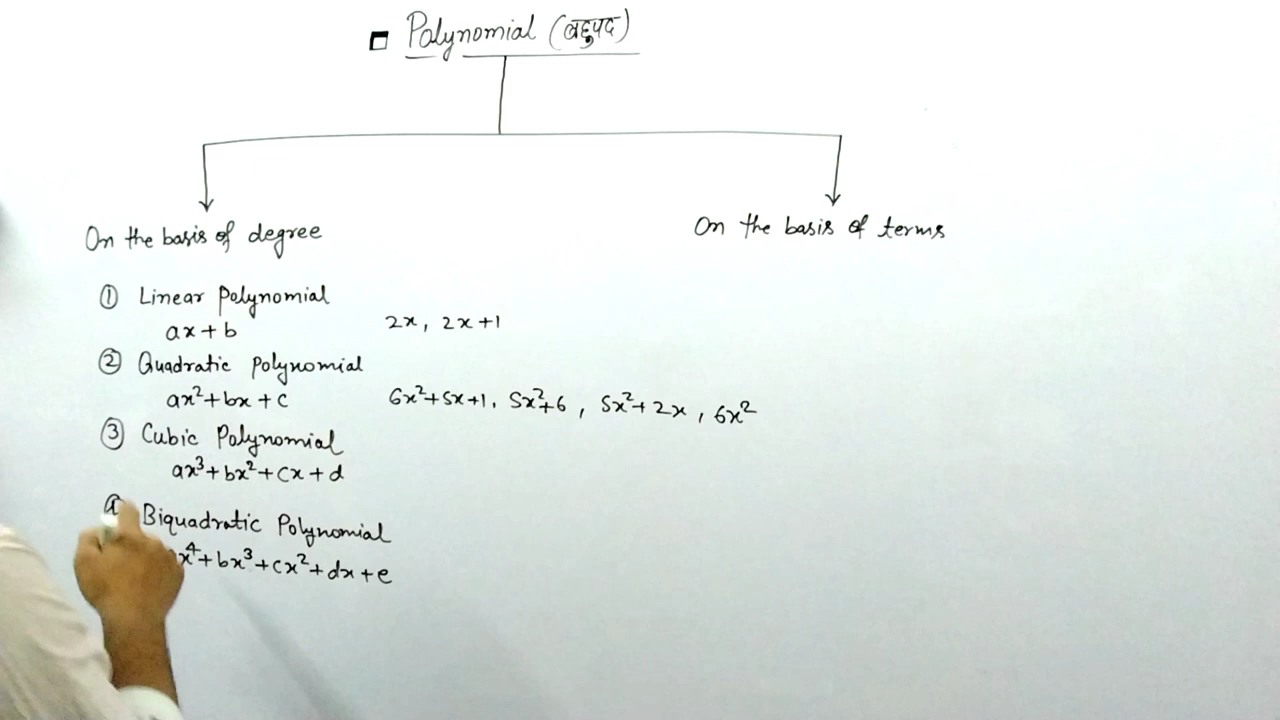 Polynomial (बहुपद)
On the basis of degree
On the basis of terms
① Linear Polynomial
ax + b 2x, 2x+1
② Quadratic Polynomial
ax² + bx + c 6x²+5x+1, 5x²+6, 5x²+2x, 6x²
③ Cubic Polynomial
ax³ + bx² + cx + d
Biquadratic Polynomial
x⁴ + bx³ + cx² + dx + e